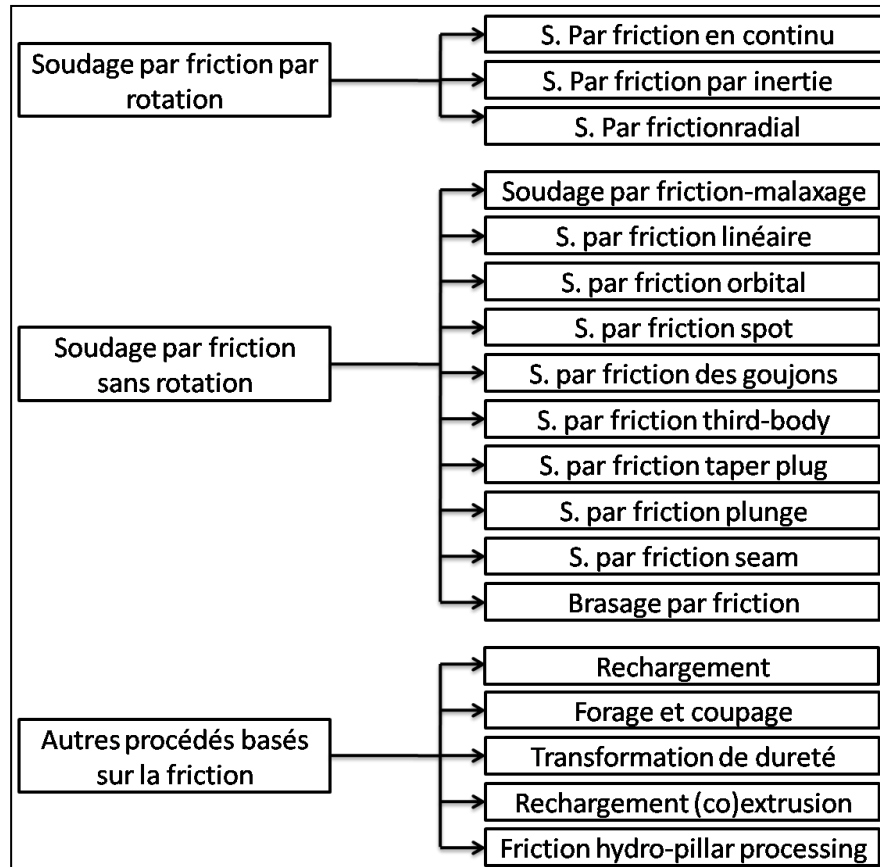 Soudage par friction par
rotation
S. Par friction en continu
S. Par friction par inertie
S. Par frictionradial
Soudage par friction
sans rotation
Soudage par friction-malaxage
S. par friction linéaire
S. par friction orbital
S. par friction spot
S. par friction des goujons
S. par friction third-body
S. par friction taper plug
S. par friction plunge
S. par friction seam
Brasage par friction
Autres procédés basés
sur la friction
Rechargement
Forage et coupage
Transformation de dureté
Rechargement (co)extrusion
Friction hydro-pillar processing